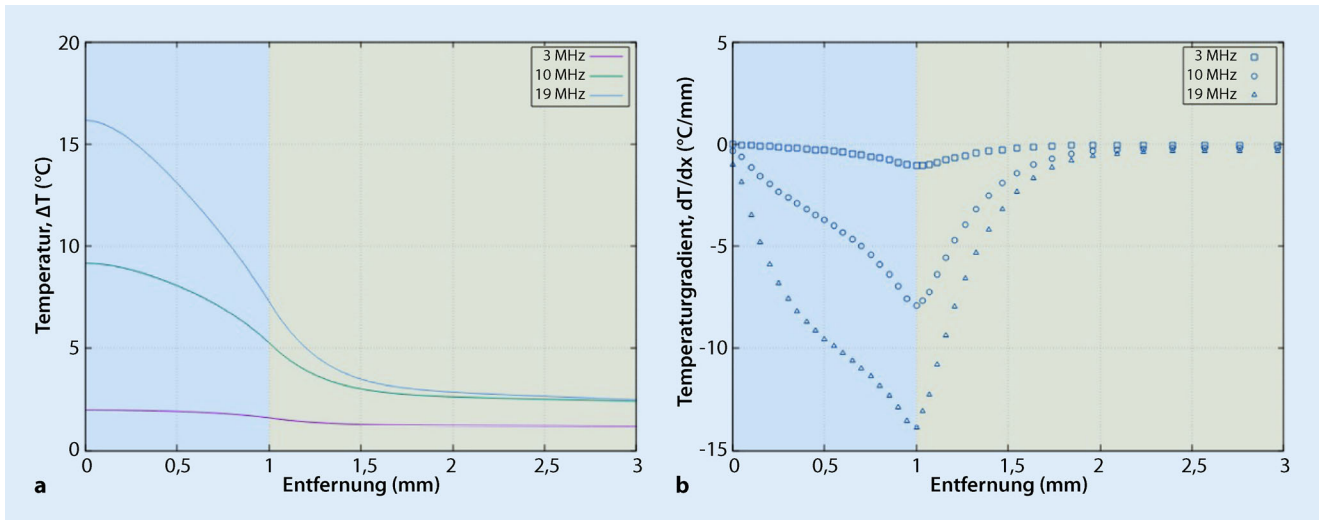 20
15
10
5
0
Temperatur, ΔT (°C)
3 MHz
10 MHz
19 MHz
0
0,5
1
1,5
2
2,5
3
Entfernung (mm)
a
5
0
-5
-10
-15
Temperaturgradient, dT/dx (°C/mm)
3 MHz
10 MHz
19 MHz
0
0,5
1
1,5
2
2,5
3
Entfernung (mm)
b